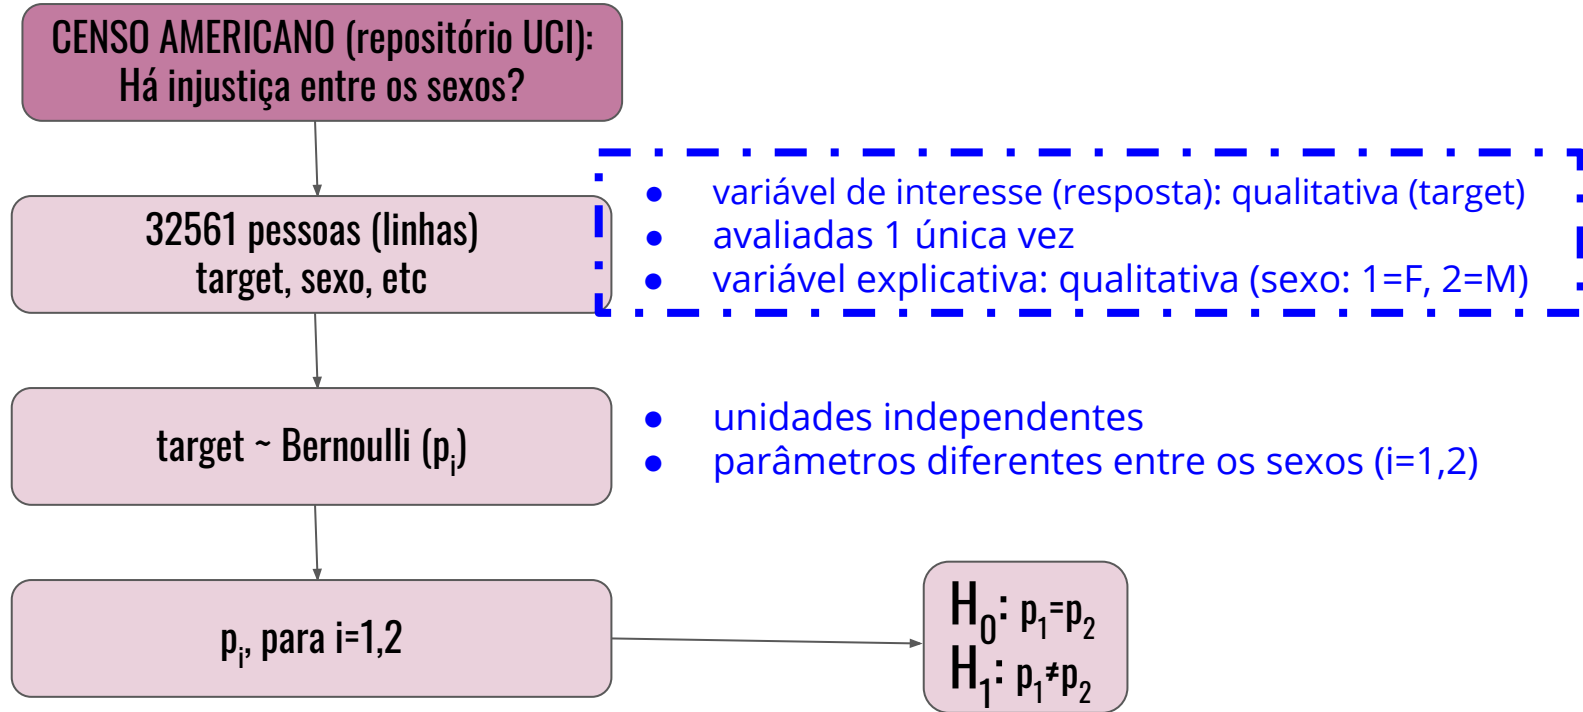 CENSO AMERICANO (repositório UCI):
Há injustiça entre os sexos?
32561 pessoas (linhas)
target, sexo, etc
● variável de interesse (resposta): qualitativa (target)
● avaliadas 1 única vez
● variável explicativa: qualitativa (sexo: 1=F, 2=M)
target ~ Bernoulli (pᵢ)
● unidades independentes
● parâmetros diferentes entre os sexos (i=1,2)
pᵢ, para i=1,2
H₀: p₁=p₂
H₁: p₁≠p₂